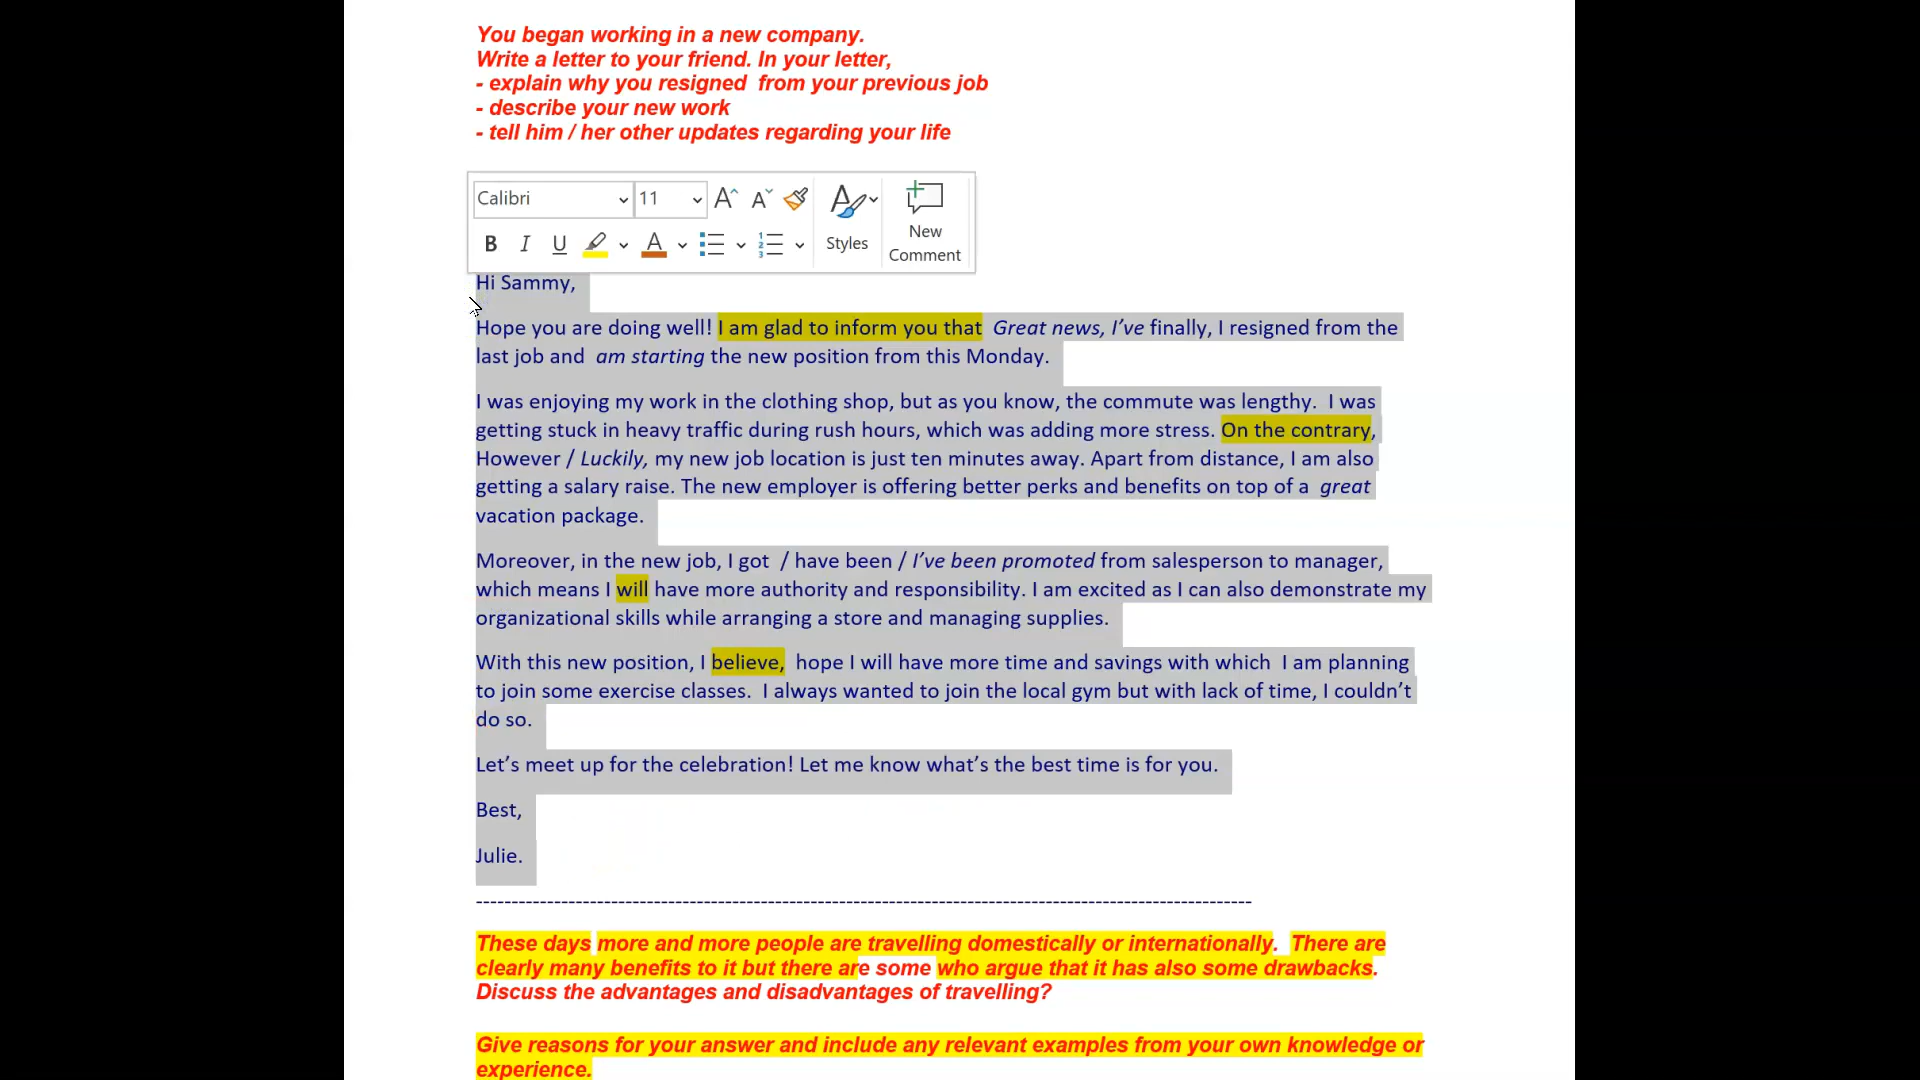 You began working in a new company.
Write a letter to your friend. In your letter,
- explain why you resigned  from your previous job
- describe your new work
- tell him / her other updates regarding your life
Calibri
11
B I U
Styles
New
Comment
Hi Sammy,
Hope you are doing well! I am glad to inform you that  Great news, I’ve finally, I resigned from the
last job and  am starting the new position from this Monday.
I was enjoying my work in the clothing shop, but as you know, the commute was lengthy.  I was
getting stuck in heavy traffic during rush hours, which was adding more stress. On the contrary,
However / Luckily, my new job location is just ten minutes away. Apart from distance, I am also
getting a salary raise. The new employer is offering better perks and benefits on top of a  great
vacation package.
Moreover, in the new job, I got  / have been / I’ve been promoted from salesperson to manager,
which means I will have more authority and responsibility. I am excited as I can also demonstrate my
organizational skills while arranging a store and managing supplies.
With this new position, I believe,  hope I will have more time and savings with which  I am planning
to join some exercise classes.  I always wanted to join the local gym but with lack of time, I couldn’t
do so.
Let’s meet up for the celebration! Let me know what’s the best time is for you.
Best,
Julie.
--------------------------------------------------------------------------------------------------------------
These days more and more people are travelling domestically or internationally.  There are
clearly many benefits to it but there are some who argue that it has also some drawbacks.
Discuss the advantages and disadvantages of travelling?
Give reasons for your answer and include any relevant examples from your own knowledge or
experience.